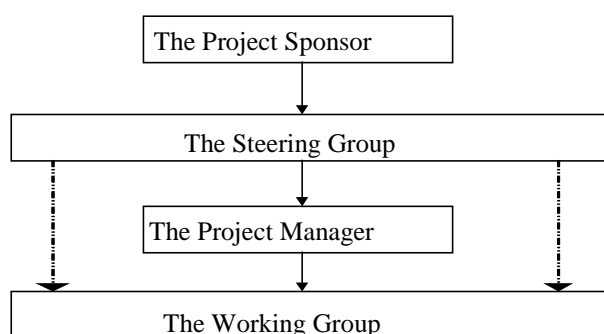 The Project Sponsor
The Steering Group
The Project Manager
The Working Group